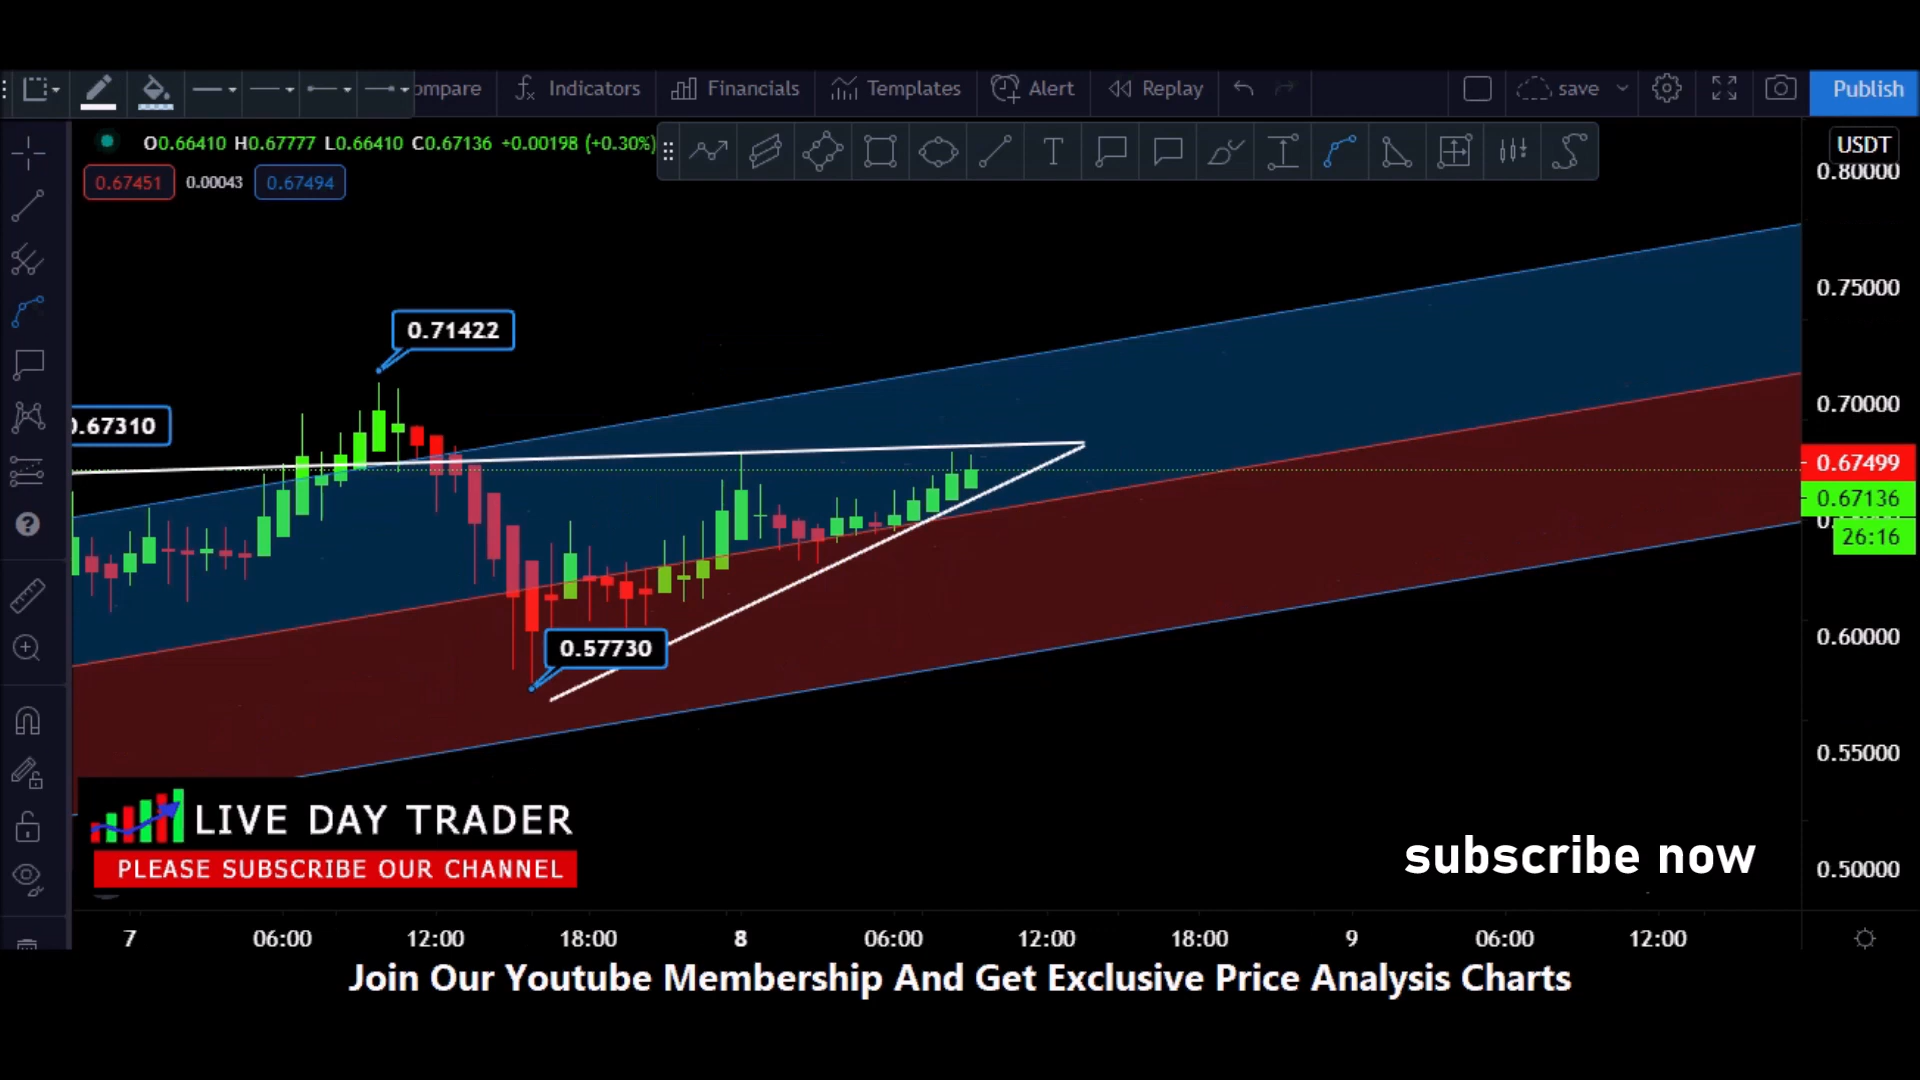 ompare Indicators Financials Templates Alert Replay save Publish
O0.66410 H0.67777 L0.66410 C0.67136 +0.00198 (+0.30%)
USDT
0.67451 0.00043 0.67494
0.80000
0.75000
0.71422
0.70000
0.67310
0.67499
0.67136
26:16
0.60000
0.57730
0.55000
LIVE DAY TRADER
PLEASE SUBSCRIBE OUR CHANNEL
subscribe now
0.50000
7 06:00 12:00 18:00 8 06:00 12:00 18:00 9 06:00 12:00
Join Our Youtube Membership And Get Exclusive Price Analysis Charts